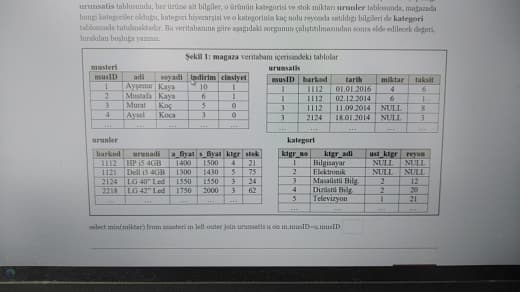 urunsatis tablosunda, her ürüne ait bilgiler, o ürünün kategorisi ve stok miktarı urunler tablosunda, mağazada
hangi kategoriler olduğu, kategori hiyerarşisi ve o kategorinin kaç nolu reyonda satıldığı bilgileri de kategori
tablosunda tutulmaktadır. Bu veritabanına göre aşağıdaki sorgunun çalıştırılmasından sonra elde edilecek değeri,
bırakılan boşluğa yazınız.
Şekil 1: magaza veritabanı içerisindeki tablolar
musteri
musID adi soyadi indirim cinsiyet
1 Ayşenur Kaya 10 1
2 Mustafa Kaya 6 1
3 Murat Koç 5 0
4 Aysel Koca 3 0
... ... ... ... ...
urunsatis
musID barkod tarih miktar taksit
1 1112 01.01.2016 4 6
1 1112 02.12.2014 6 1
3 1112 11.09.2014 NULL 8
3 2124 18.01.2014 NULL 3
... ... ... ... ...
urunler
barkod urunadi a_fiyat s_fiyat ktgr stok
1112 HP i5 4GB 1400 1500 4 21
1121 Dell i3 4GB 1300 1430 5 75
2124 LG 40" Led 1550 1550 3 24
2218 LG 42" Led 1750 2000 3 62
... ... ... ... ...
kategori
ktgr_no ktgr_adi ust_ktgr reyon
1 Bilgisayar NULL NULL
2 Elektronik NULL NULL
3 Masaüstü Bilg. 2 12
4 Dizüstü Bilg. 2 20
5 Televizyon 1 21
... ... ... ...
select min(miktar) from musteri m left outer join urunsatis u on m.musID=u.musID